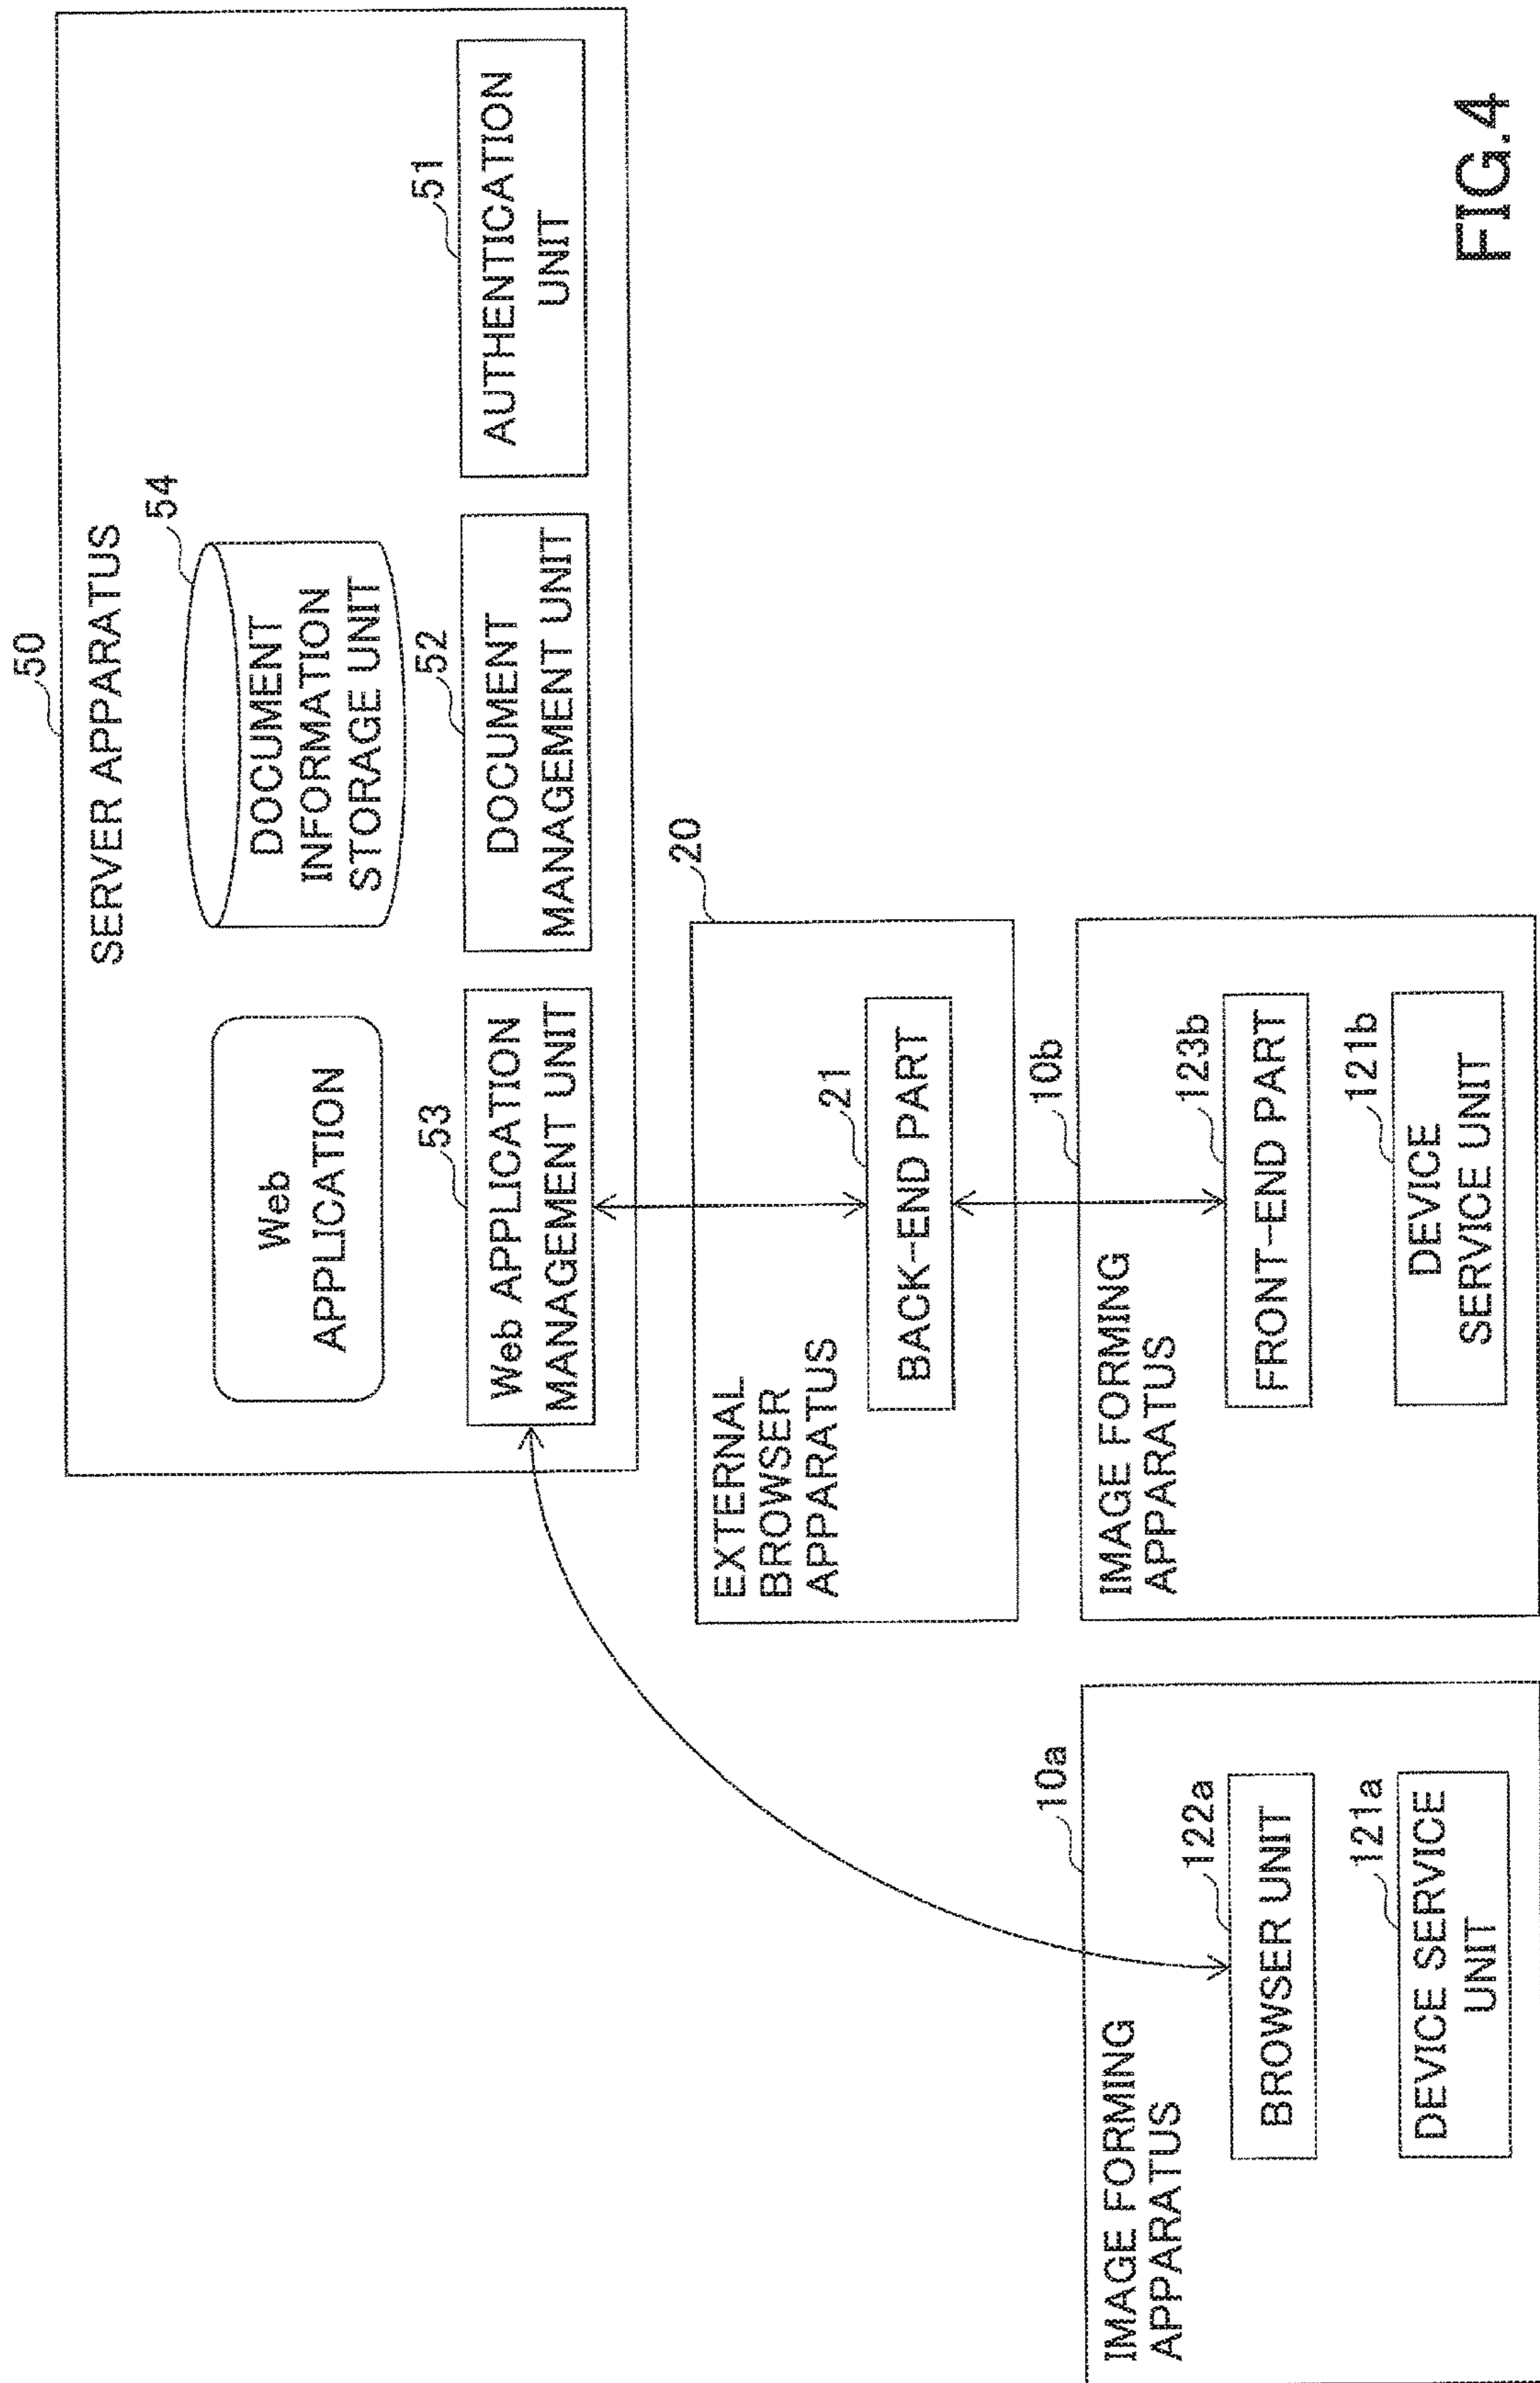 50
SERVER APPARATUS
Web
APPLICATION
54
DOCUMENT
INFORMATION
STORAGE UNIT
53
Web APPLICATION
MANAGEMENT UNIT
52
DOCUMENT
MANAGEMENT UNIT
51
AUTHENTICATION
UNIT
20
EXTERNAL
BROWSER
APPARATUS
21
BACK-END PART
10a
IMAGE FORMING
APPARATUS
122a
BROWSER UNIT
121a
DEVICE SERVICE
UNIT
10b
IMAGE FORMING
APPARATUS
123b
FRONT-END PART
121b
DEVICE
SERVICE UNIT
FIG.4